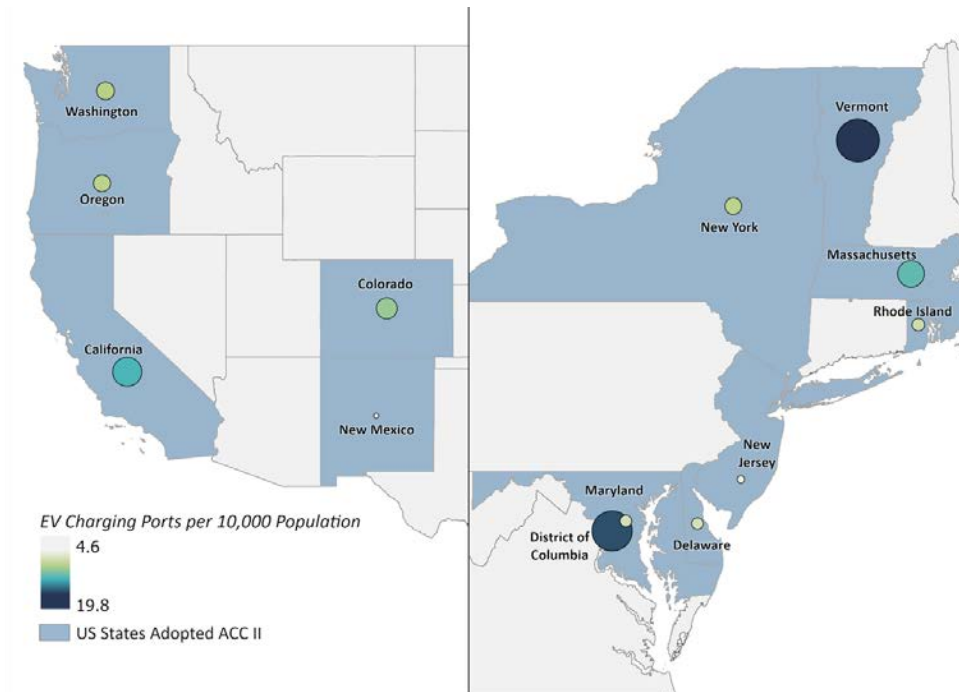 Washington
Oregon
California
Colorado
New Mexico
EV Charging Ports per 10,000 Population
4.6
19.8
US States Adopted ACC II
Vermont
New York
Massachusetts
Rhode Island
New
Jersey
Maryland
District of
Columbia
Delaware